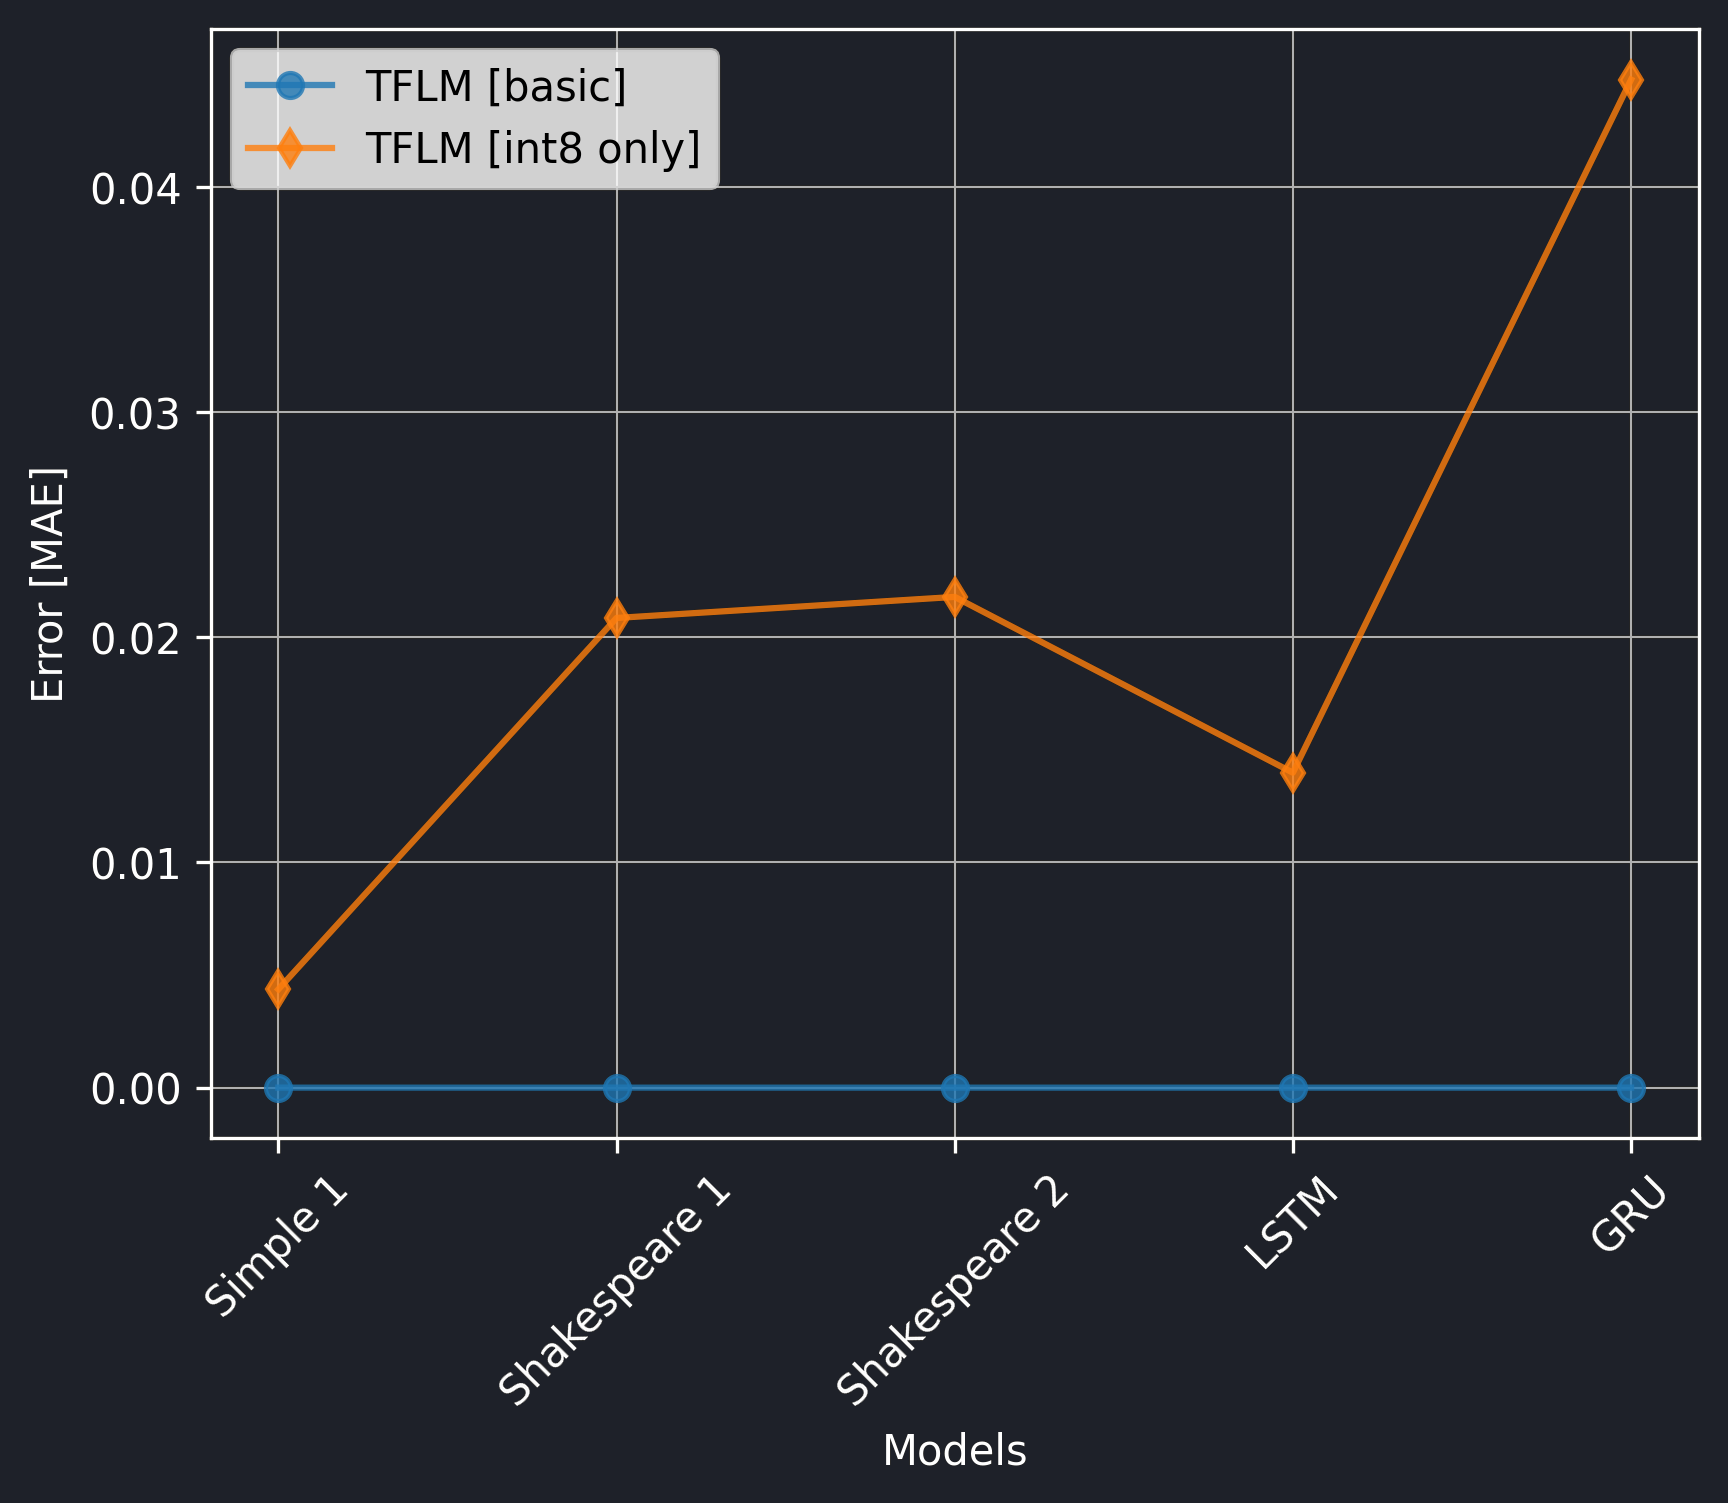 TFLM [basic]
TFLM [int8 only]
0.04
0.03
0.02
0.01
0.00
Error [MAE]
Simple 1
Shakespeare 1
Shakespeare 2
LSTM
GRU
Models